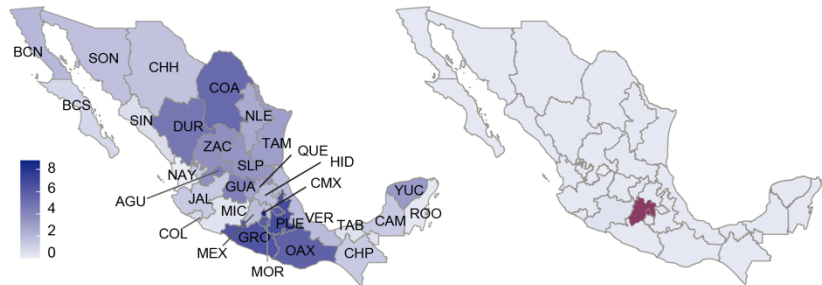 BCN
SON
CHH
COA
BCS
SIN
NLE
DUR
TAM
ZAC
QUE
HID
SLP
NAY
CMX
AGU
GUA
YUC
JAL
MIC
VER
TAB
CAM
ROO
COL
PUE
MEX
GRO
OAX
CHP
MOR
8
6
4
2
0